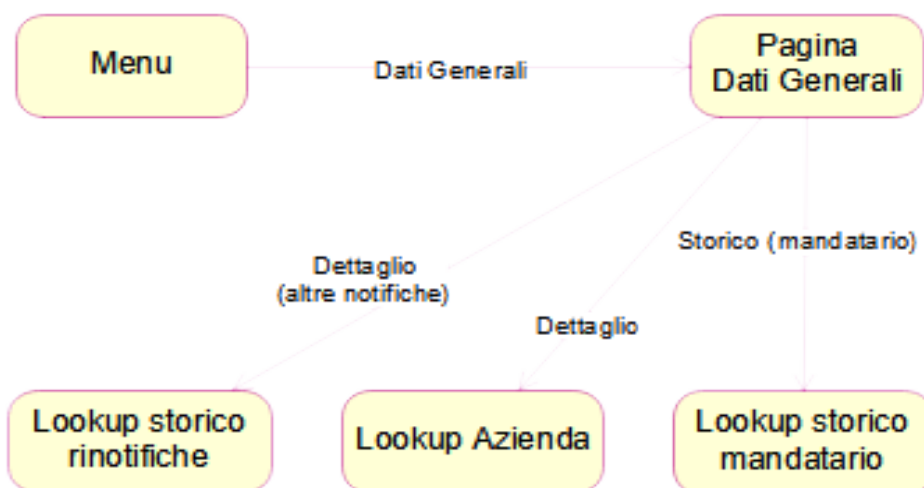 Menu
Dati Generali
Pagina
Dati Generali
Storico (mandatario)
Dettaglio
(altre notifiche)
Dettaglio
Lookup storico
rinotifiche
Lookup Azienda
Lookup storico
mandatario